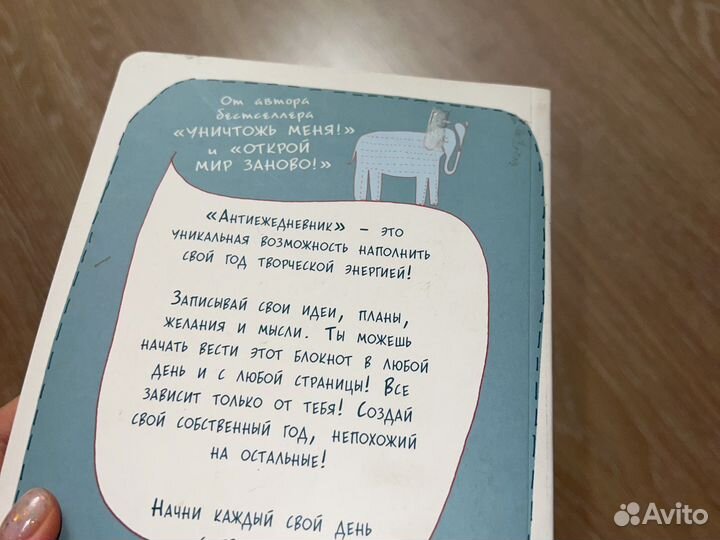 От автора
бестселлера
«УНИЧТОЖЬ МЕНЯ!»
и «ОТКРОЙ
МИР ЗАНОВО!»
«Антиежедневник» – это
уникальная возможность наполнить
свой год творческой энергией!
Записывай свои идеи, планы,
желания и мысли. Ты можешь
начать вести этот блокнот в любой
день и с любой страницы! Все
зависит только от тебя! Создай
свой собственный год, непохожий
на остальные!
Начни каждый свой день
Avito